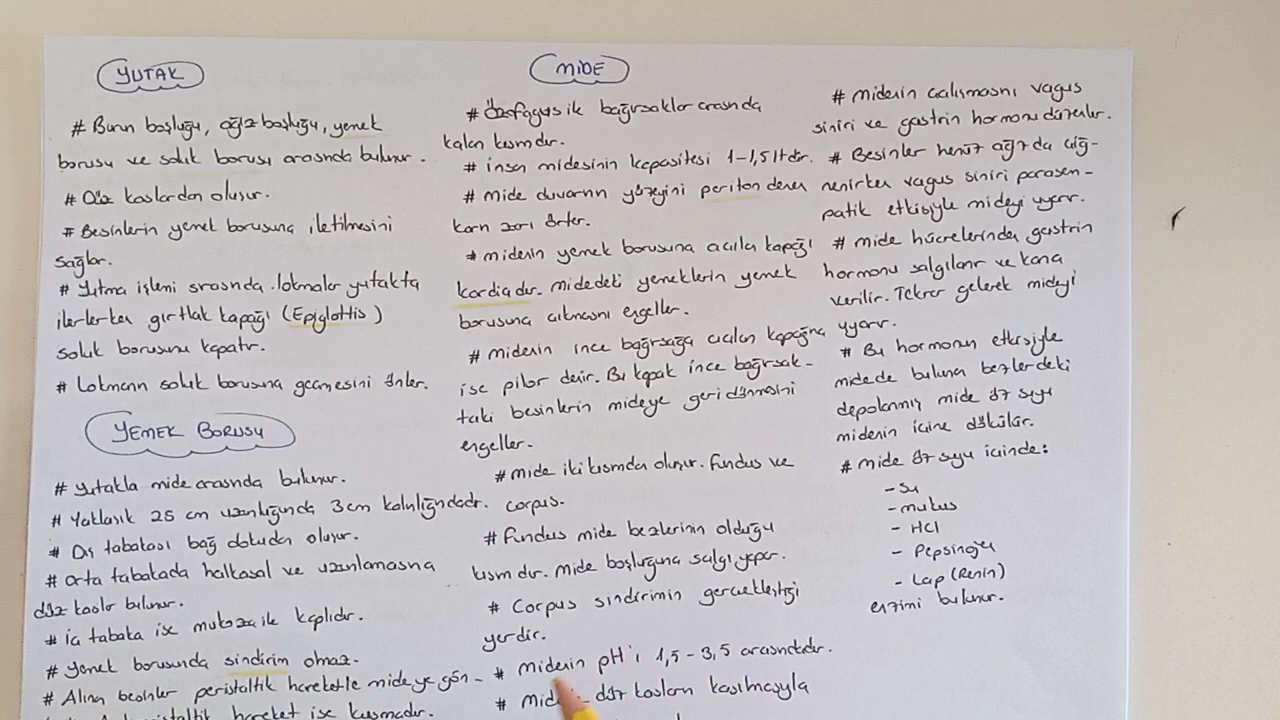 YUTAK
# Burun boşluğu, ağız boşluğu, yemek
borusu ve soluk borusu arasında bulunur.
# Düz kaslardan oluşur.
# Besinlerin yemek borusuna iletilmesini
sağlar.
# Yutma işlemi sırasında lokmalar yutakta
ilerlerken gırtlak kapağı (Epiglottis)
soluk borusunu kapatır.
# Lokmanın soluk borusuna geçmesini önler.
YEMEK BORUSU
# Yutakla mide arasında bulunur.
# Yaklaşık 25 cm uzunluğunda 3 cm kalınlığındadır.
# Dış tabakası bağ dokudan oluşur.
# Orta tabakada halkasal ve uzunlamasına
düz kaslar bulunur.
# İç tabaka ise mukoza ile kaplıdır.
# Yemek borusunda sindirim olmaz.
# Alınan besinler peristaltik hareketle mideye gön-
hareket ise kusmadır.
MİDE
# Özofagus ik bağırsaklar arasında
kalan kısımdır.
# İnsan midesinin kapasitesi 1-1,5 ltdir.
# Mide duvarının yüzeyini periton denen
karın zarı örter.
# Midenin yemek borusuna açılan kapağı
kardiadır. Midedeki yemeklerin yemek
borusuna çıkmasını engeller.
# Midenin ince bağırsağa açılan kapağına
ise pilor denir. Bu kapak ince bağırsak-
taki besinlerin mideye geri dönmesini
engeller.
# Mide iki kısımda oluşur. Fundus ve
corpus.
# Fundus mide bezlerinin olduğu
kısımdır. Mide boşluğuna salgı yapar.
# Corpus sindirimin gerçekleştiği
yerdir.
# Midenin pH'ı 1,5-3,5 arasındadır.
# düz kasların kasılmasıyla
# Midenin çalışmasını vagus
siniri ve gastrin hormonu düzenler.
# Besinler henüz ağızda çiğ-
nenirken vagus siniri parasem-
patik etkisiyle mideyi uyarır.
# Mide hücrelerinden gastrin
hormonu salgılanır ve kana
verilir. Tekrar gelerek mideyi
uyarır.
# Bu hormonun etkisiyle
midede bulunan bezlerdeki
depolanmış mide öz suyu
midenin içine dökülür.
# Mide öz suyu içinde:
- Su
- mukus
- HCl
- Pepsinojen
- Lap (Renin)
enzimi bulunur.